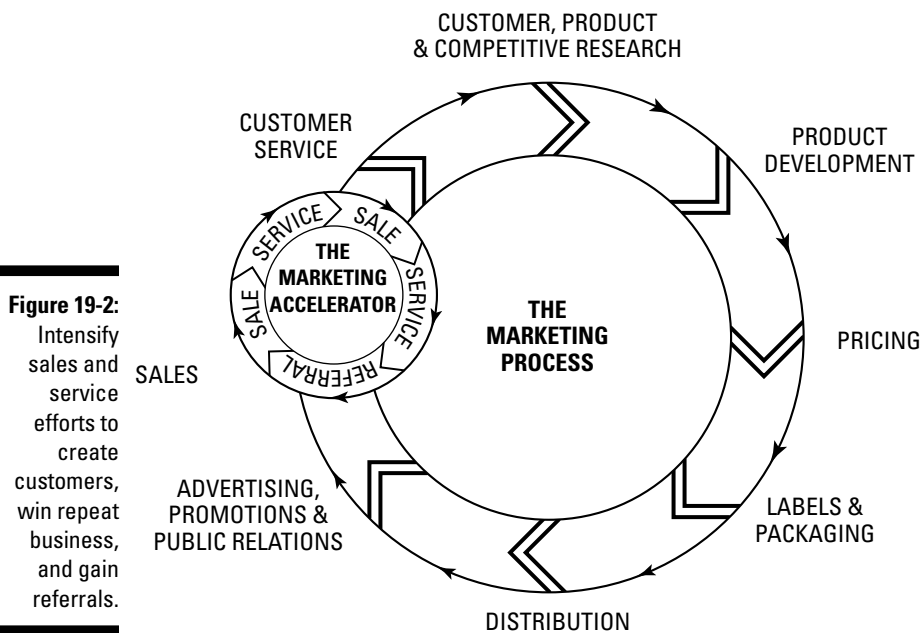 CUSTOMER, PRODUCT
& COMPETITIVE RESEARCH
CUSTOMER
SERVICE
PRODUCT
DEVELOPMENT
SERVICE
SALE
THE
MARKETING
ACCELERATOR
SERVICE
SALE
REFERRAL
THE
MARKETING
PROCESS
PRICING
SALES
ADVERTISING,
PROMOTIONS &
PUBLIC RELATIONS
LABELS &
PACKAGING
DISTRIBUTION
Figure 19-2:
Intensify
sales and
service
efforts to
create
customers,
win repeat
business,
and gain
referrals.